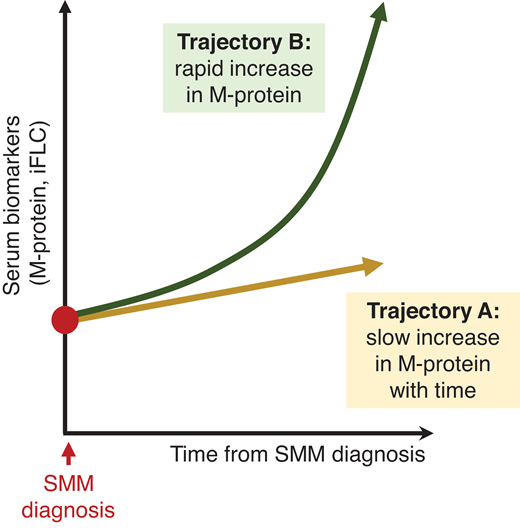 Trajectory B:
rapid increase
in M-protein
Serum biomarkers
(M-protein, iFLC)
Trajectory A:
slow increase
in M-protein
with time
Time from SMM diagnosis
SMM
diagnosis